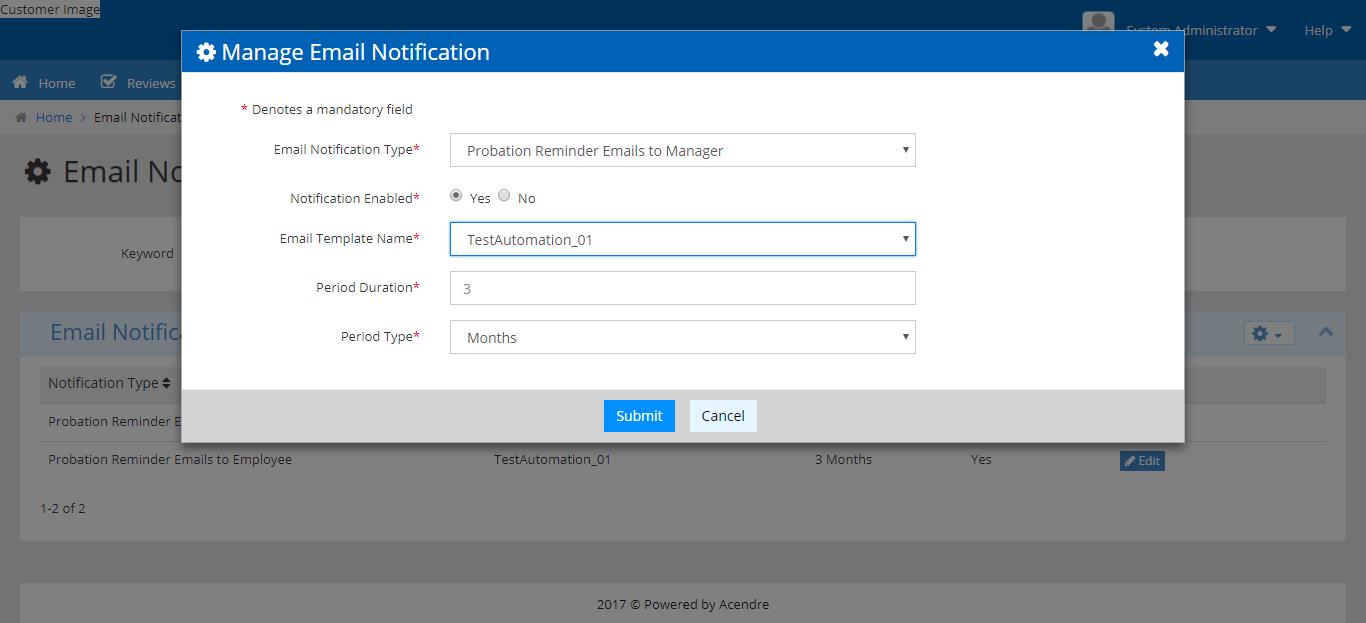 Customer Image
System Administrator Help
Manage Email Notification
Home Reviews
Home > Email Notificat
* Denotes a mandatory field
Email Notification Type* Probation Reminder Emails to Manager
Email No
Notification Enabled* Yes No
Email Template Name* TestAutomation_01
Keyword
Period Duration* 3
Email Notifica
Period Type* Months
Notification Type
Submit Cancel
Probation Reminder E
Probation Reminder Emails to Employee TestAutomation_01 3 Months Yes Edit
1-2 of 2
2017 © Powered by Acendre